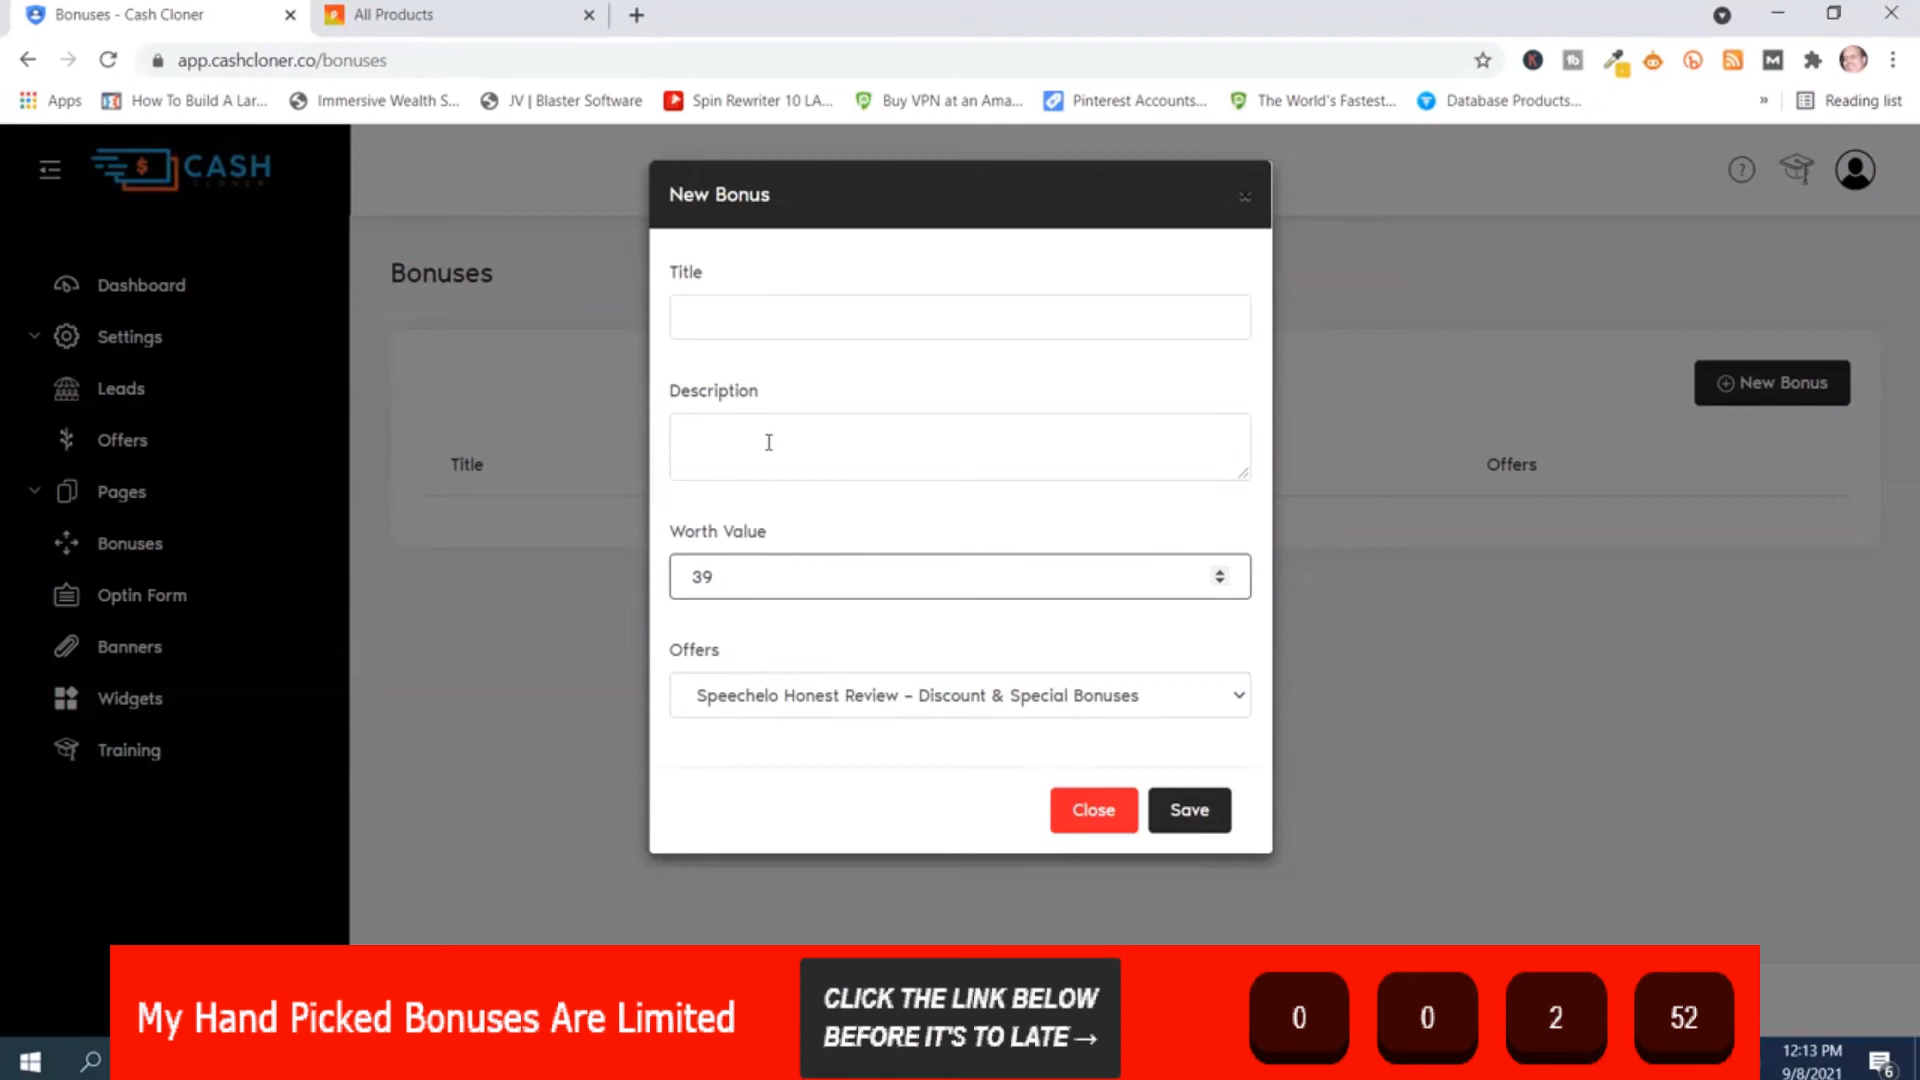 Bonuses - Cash Cloner
All Products
app.cashcloner.co/bonuses
Apps
How To Build A Lar...
Immersive Wealth S...
JV | Blaster Software
Spin Rewriter 10 LA...
Buy VPN at an Ama...
Pinterest Accounts...
The World's Fastest...
Database Products...
»
Reading list
$ CASH
CLONER
Dashboard
Settings
Leads
Offers
Pages
Bonuses
Optin Form
Banners
Widgets
Training
Bonuses
New Bonus
Title
Offers
New Bonus
Title
Description
Worth Value
39
Offers
Speechelo Honest Review – Discount & Special Bonuses
Close
Save
My Hand Picked Bonuses Are Limited
CLICK THE LINK BELOW
BEFORE IT'S TO LATE →
0
0
2
52
12:13 PM
9/8/2021
6